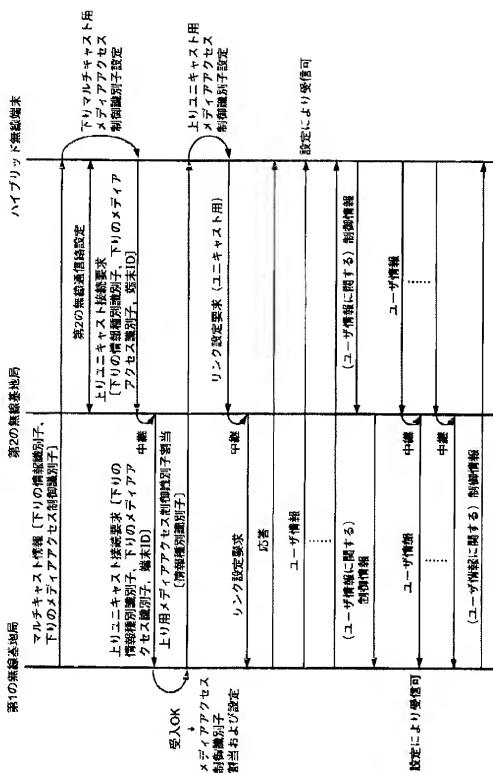 第1の無線基地局
第2の無線基地局
ハイブリッド無線端末
マルチキャスト情報〔下りの情報識別子、
下りのメディアアクセス制御識別子〕
下りマルチキャスト用
メディアアクセス
制御識別子設定
第2の無線通信路設定
上りユニキャスト接続要求
〔下りの情報種別識別子、下りのメディア
アクセス識別子、端末ID〕
中継
上りユニキャスト接続要求〔下りの
情報種別識別子、下りのメディアア
クセス識別子、端末ID〕
受入OK
↓
メディアアクセス
制御識別子
割当および設定
上り用メディアアクセス制御識別子割当
〔情報種別識別子〕
上りユニキャスト用
メディアアクセス
制御識別子設定
リンク設定要求（ユニキャスト用）
中継
リンク設定要求
応答
ユーザ情報
……
設定により受信可
（ユーザ情報に関する）制御情報
（ユーザ情報に関する）
制御情報
ユーザ情報
……
中継
中継
ユーザ情報
……
設定により受信可
（ユーザ情報に関する）制御情報